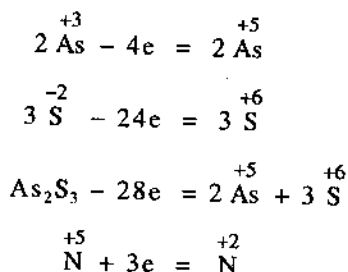 +3 +5
2 As − 4e = 2 As
−2 +6
3 S − 24e = 3 S
+5 +6
As₂S₃ − 28e = 2 As + 3 S
+5 +2
N + 3e = N